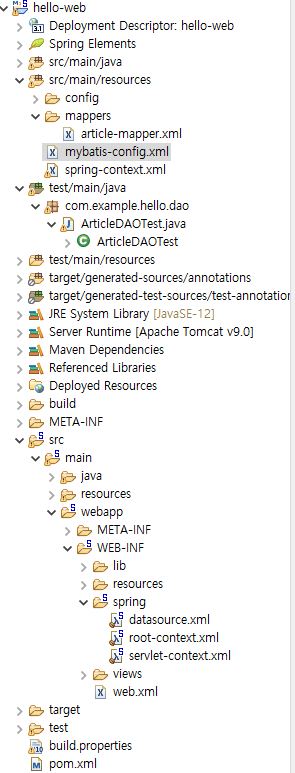 hello-web
Deployment Descriptor: hello-web
Spring Elements
src/main/java
src/main/resources
config
mappers
article-mapper.xml
mybatis-config.xml
spring-context.xml
test/main/java
com.example.hello.dao
ArticleDAOTest.java
ArticleDAOTest
test/main/resources
target/generated-sources/annotations
target/generated-test-sources/test-annotation
JRE System Library [JavaSE-12]
Server Runtime [Apache Tomcat v9.0]
Maven Dependencies
Referenced Libraries
Deployed Resources
build
META-INF
src
main
java
resources
webapp
META-INF
WEB-INF
lib
resources
spring
datasource.xml
root-context.xml
servlet-context.xml
views
web.xml
target
test
build.properties
pom.xml